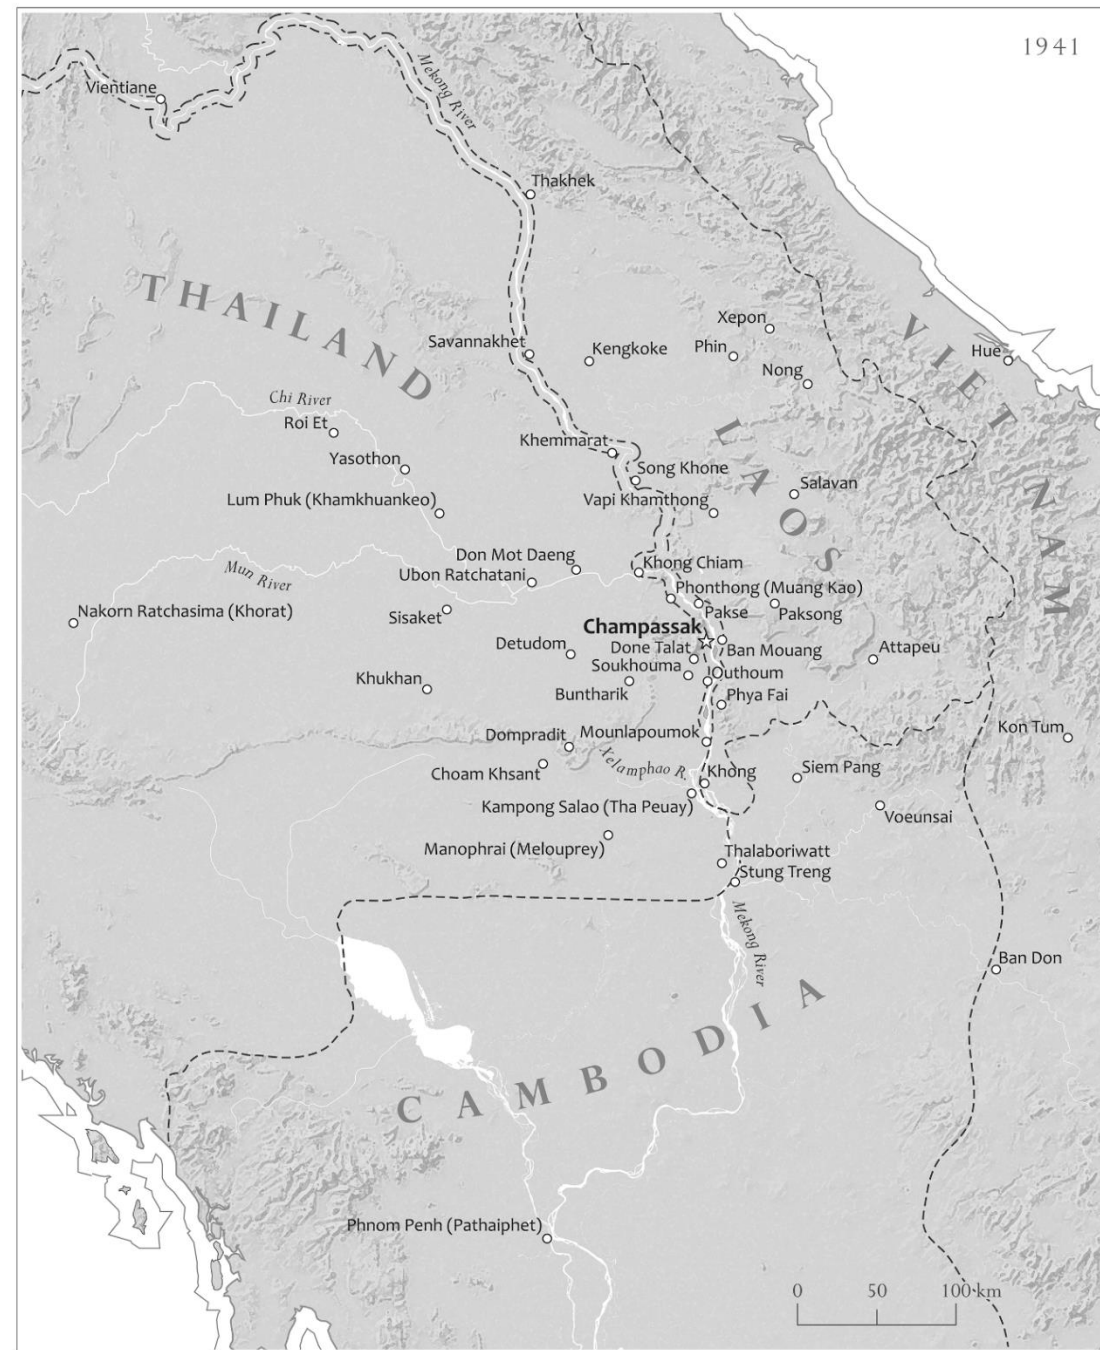 1941
Vientiane
Mekong River
Thakhek
THAILAND
Xepon
VIETNAM
Savannakhet
Kengkoke
Phin
Hué
Nong
Chi River
Roi Et
LAOS
Khemmarat
Yasothon
Song Khone
Salavan
Lum Phuk (Khamkhuankeo)
Vapi Khamthong
Don Mot Daeng
Khong Chiam
Mun River
Ubon Ratchatani
Phonthong (Muang Kao)
Nakorn Ratchasima (Khorat)
Sisaket
Pakse
Paksong
Champassak
Detudom
Done Talat
Ban Mouang
Attapeu
Soukhouma
Outhoum
Khukhan
Buntharik
Phya Fai
Dompradit
Mounlapoumok
Kon Tum
Xelamphao R.
Choam Khsant
Khong
Siem Pang
Kampong Salao (Tha Peuay)
Voeunsai
Manophrai (Melouprey)
Thalaboriwatt
Stung Treng
Mekong River
Ban Don
CAMBODIA
Phnom Penh (Pathaiphet)
0 50 100 km